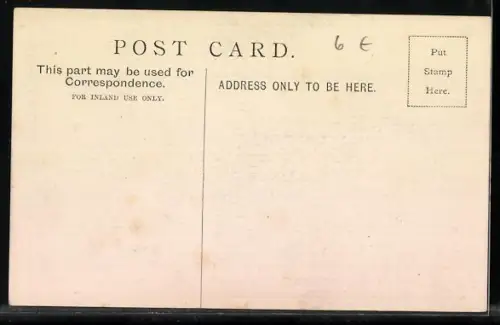 POST CARD.
6 €
Put
Stamp
Here.
This part may be used for
Correspondence.
FOR INLAND USE ONLY.
ADDRESS ONLY TO BE HERE.